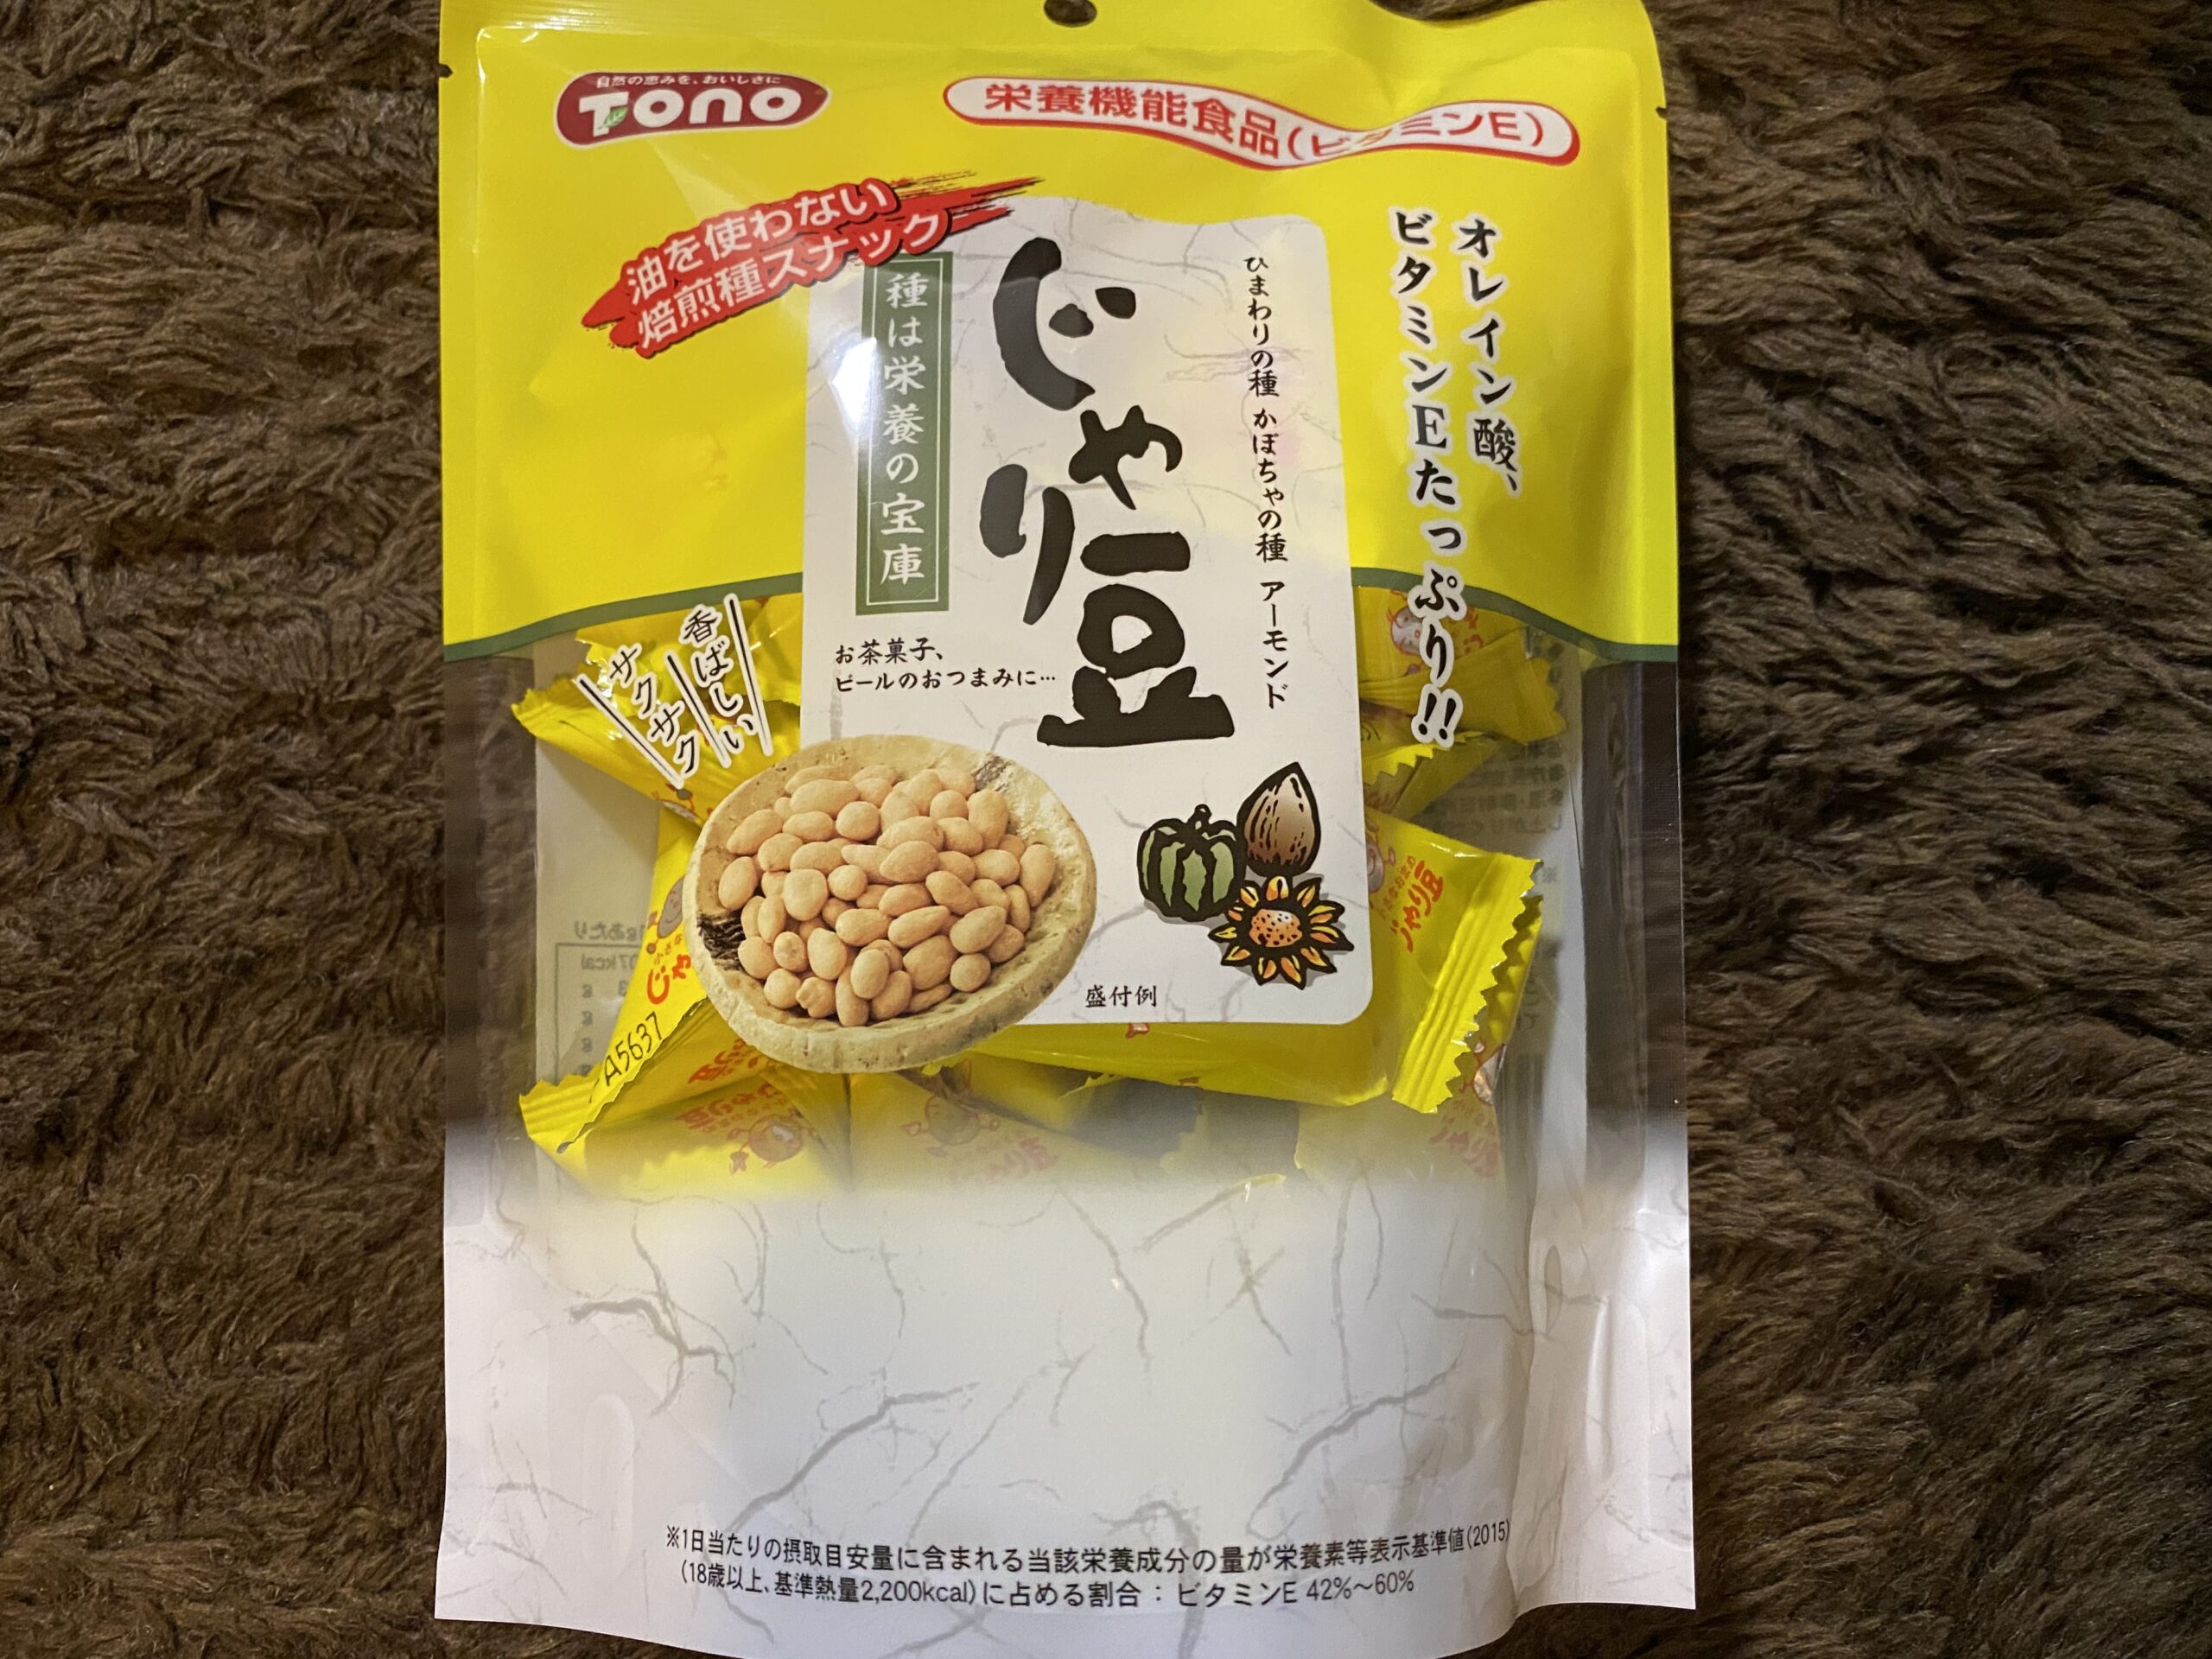 自然の恵みを、おいしさに
Tono
栄養機能食品(ビタミンE)
油を使わない
焙煎種スナック
オレイン酸、
ビタミンEたっぷり!!
ひまわりの種 かぼちゃの種 アーモンド
じゃり豆
種は栄養の宝庫
お茶菓子、
ビールのおつまみに…
香ばしい
サクサク
盛付例
じゃり豆
A5637
※1日当たりの摂取目安量に含まれる当該栄養成分の量が栄養素等表示基準値(2015)
(18歳以上、基準熱量2,200kcal)に占める割合:ビタミンE 42%~60%